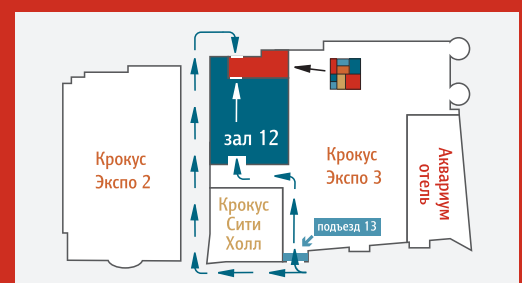 зал 12
Крокус
Экспо 2
Крокус
Экспо 3
Аквариум
отель
Крокус
Сити
Холл
подъезд 13